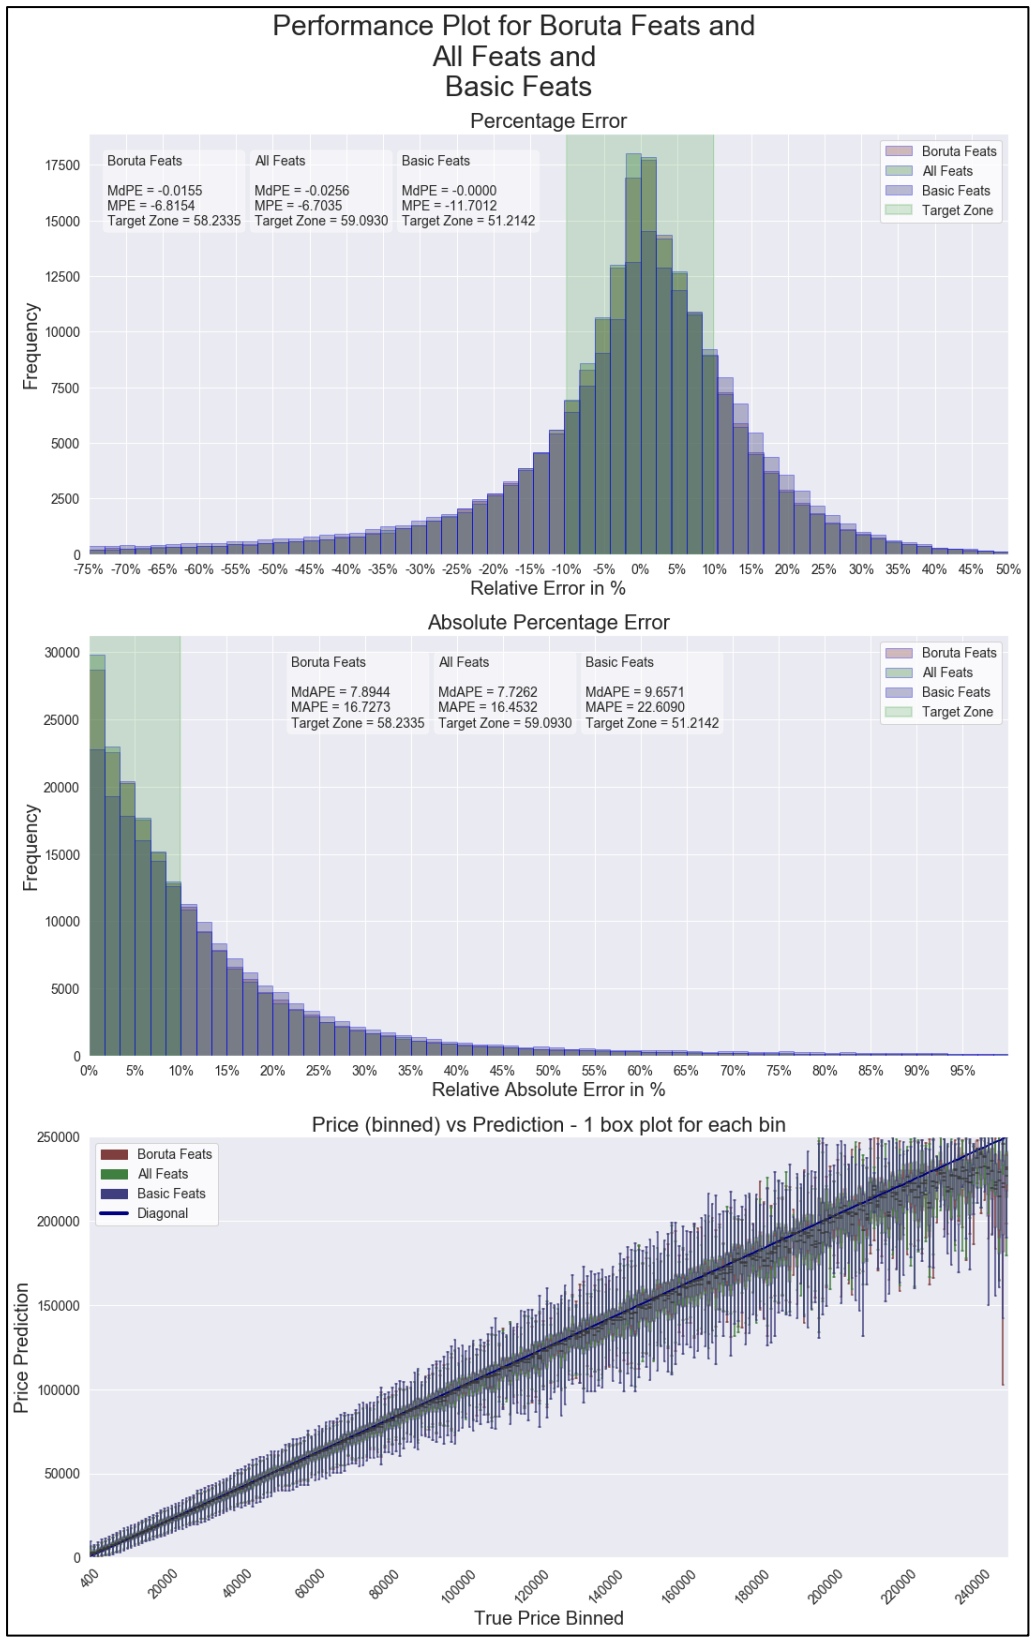 Performance Plot for Boruta Feats and
All Feats and
Basic Feats
Percentage Error
Boruta Feats
MdPE = -0.0155
MPE = -6.8154
Target Zone = 58.2335
All Feats
MdPE = -0.0256
MPE = -6.7035
Target Zone = 59.0930
Basic Feats
MdPE = -0.0000
MPE = -11.7012
Target Zone = 51.2142
Boruta Feats
All Feats
Basic Feats
Target Zone
Frequency
17500
15000
12500
10000
7500
5000
2500
0
-75% -70% -65% -60% -55% -50% -45% -40% -35% -30% -25% -20% -15% -10% -5% 0% 5% 10% 15% 20% 25% 30% 35% 40% 45% 50%
Relative Error in %
Absolute Percentage Error
Boruta Feats
MdAPE = 7.8944
MAPE = 16.7273
Target Zone = 58.2335
All Feats
MdAPE = 7.7262
MAPE = 16.4532
Target Zone = 59.0930
Basic Feats
MdAPE = 9.6571
MAPE = 22.6090
Target Zone = 51.2142
Boruta Feats
All Feats
Basic Feats
Target Zone
Frequency
30000
25000
20000
15000
10000
5000
0
0% 5% 10% 15% 20% 25% 30% 35% 40% 45% 50% 55% 60% 65% 70% 75% 80% 85% 90% 95%
Relative Absolute Error in %
Price (binned) vs Prediction - 1 box plot for each bin
Boruta Feats
All Feats
Basic Feats
Diagonal
Price Prediction
250000
200000
150000
100000
50000
0
400 20000 40000 60000 80000 100000 120000 140000 160000 180000 200000 220000 240000
True Price Binned